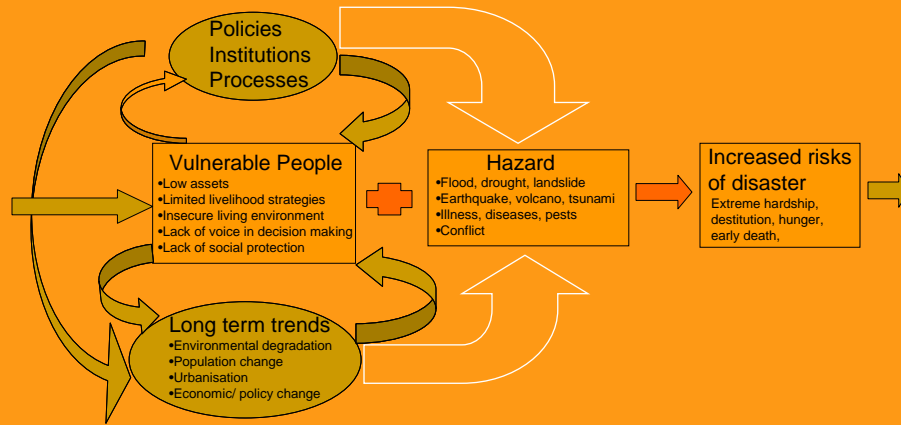 Policies
Institutions
Processes
Vulnerable People
•Low assets
•Limited livelihood strategies
•Insecure living environment
•Lack of voice in decision making
•Lack of social protection
Hazard
•Flood, drought, landslide
•Earthquake, volcano, tsunami
•Illness, diseases, pests
•Conflict
Increased risks
of disaster
Extreme hardship,
destitution, hunger,
early death,
Long term trends
•Environmental degradation
•Population change
•Urbanisation
•Economic/ policy change